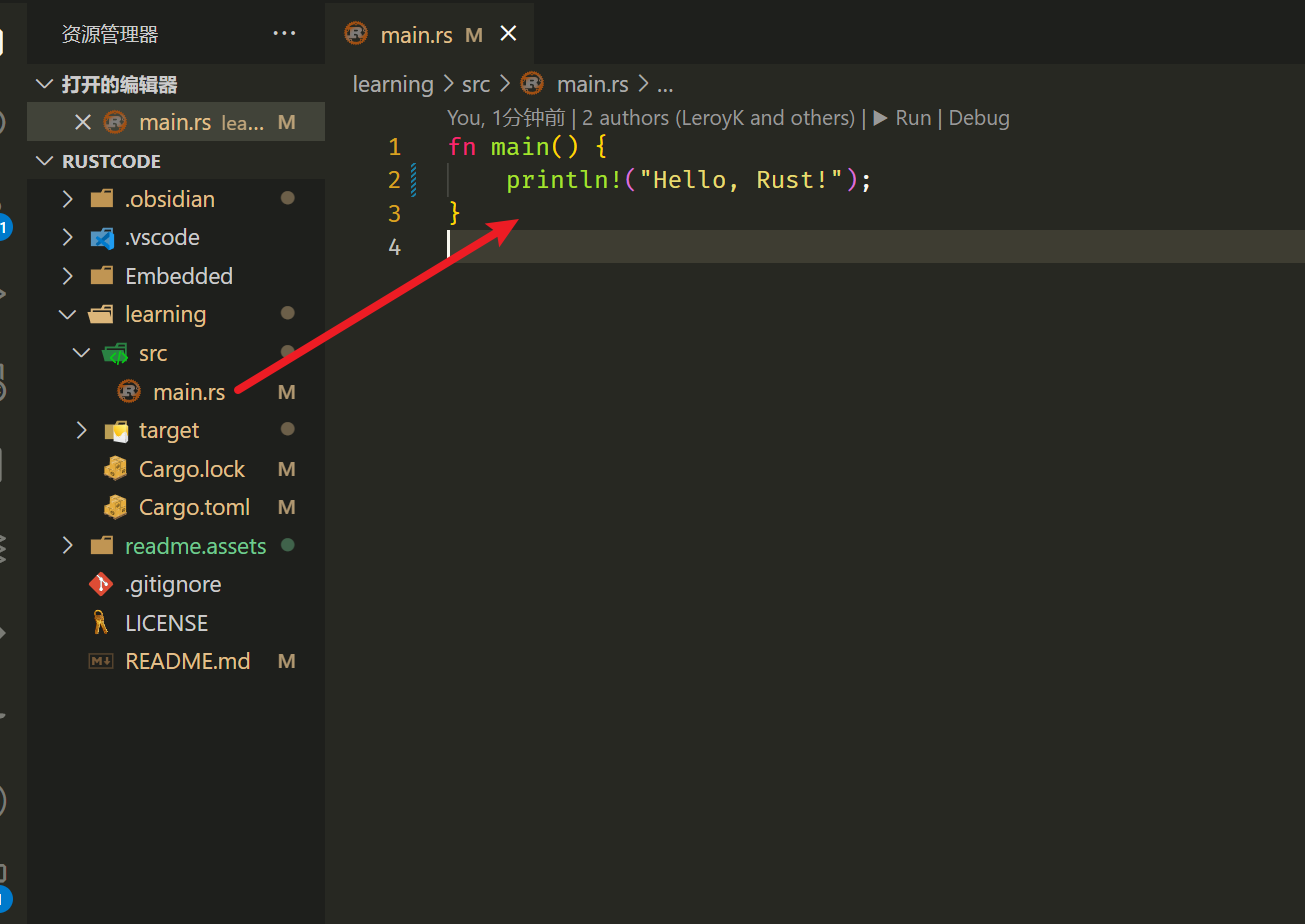 资源管理器 ···
打开的编辑器
main.rs lea... M
RUSTCODE
.obsidian
.vscode
Embedded
learning
src
main.rs M
target
Cargo.lock M
Cargo.toml M
readme.assets
.gitignore
LICENSE
README.md M
main.rs M
learning > src > main.rs > ...
You, 1分钟前 | 2 authors (LeroyK and others) | ▶ Run | Debug
1 fn main() {
2 println!("Hello, Rust!");
3 }
4